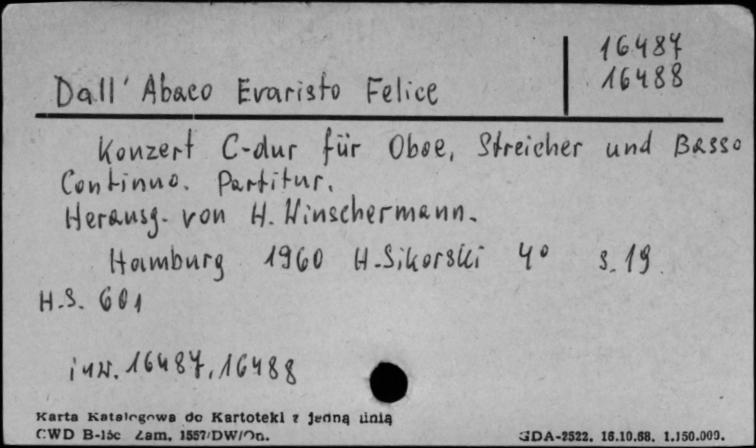 16487
16488
Dall' Abaco Evaristo Felice
Konzert C-dur für Oboe, Streicher und Basso
Continuo. Partitur.
Herausg. von H. Winschermann.
Hamburg 1960 H. Sikorski 4° s. 19
H.S. 601
inw. 16487, 16488
Karta Katalogowa do Kartoteki z jedną linią
CWD B-15c Zam. 1557/DW/On. GDA-2522. 16.10.68. 1.150.000.